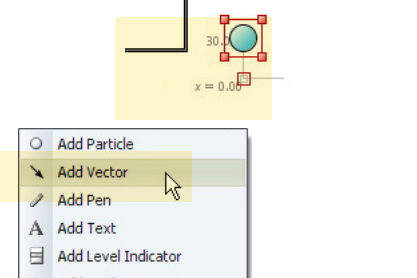 30.0
x = 0.00
Add Particle
Add Vector
Add Pen
Add Text
Add Level Indicator